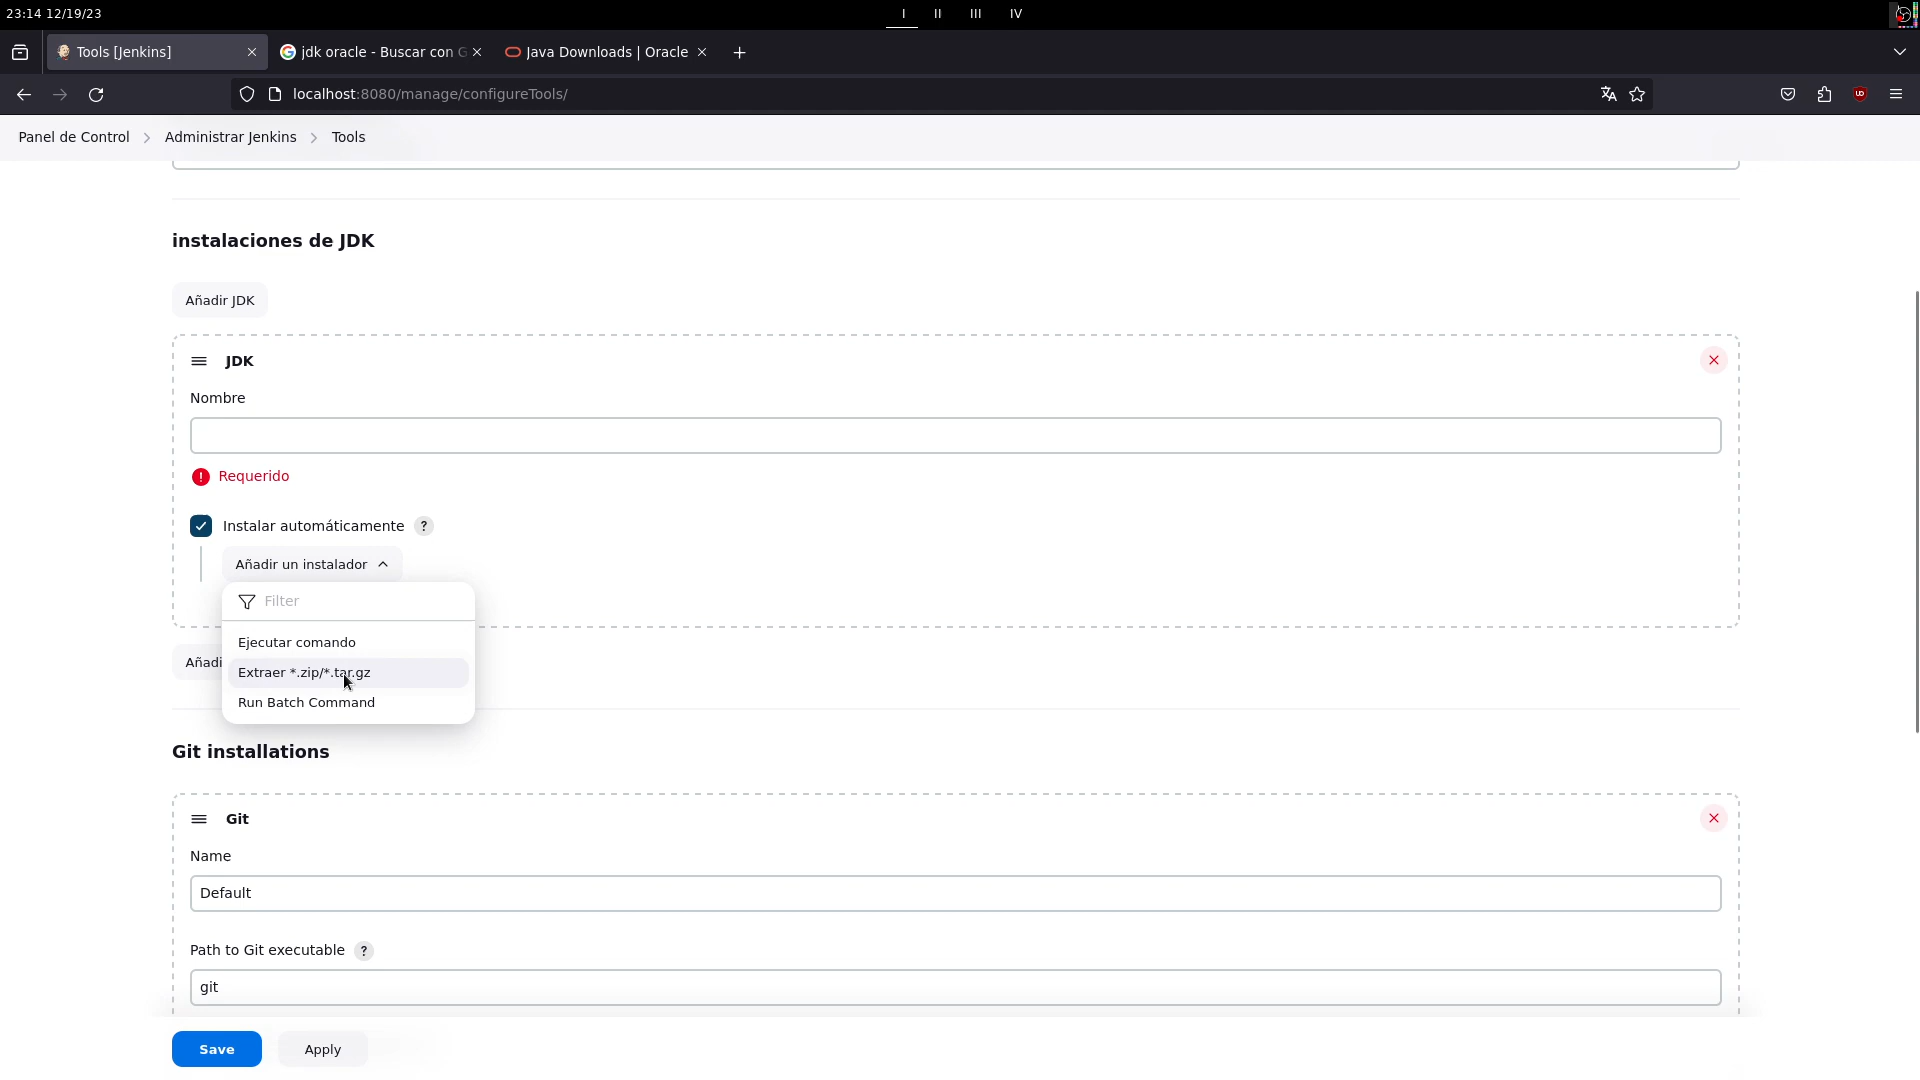 23:14 12/19/23
I II III IV
Tools [Jenkins]
jdk oracle - Buscar con G
Java Downloads | Oracle
localhost:8080/manage/configureTools/
Panel de Control
Administrar Jenkins
Tools
instalaciones de JDK
Añadir JDK
JDK
Nombre
Requerido
Instalar automáticamente ?
Añadir un instalador
Filter
Ejecutar comando
Extraer *.zip/*.tar.gz
Run Batch Command
Añadi
Git installations
Git
Name
Default
Path to Git executable ?
git
Save
Apply